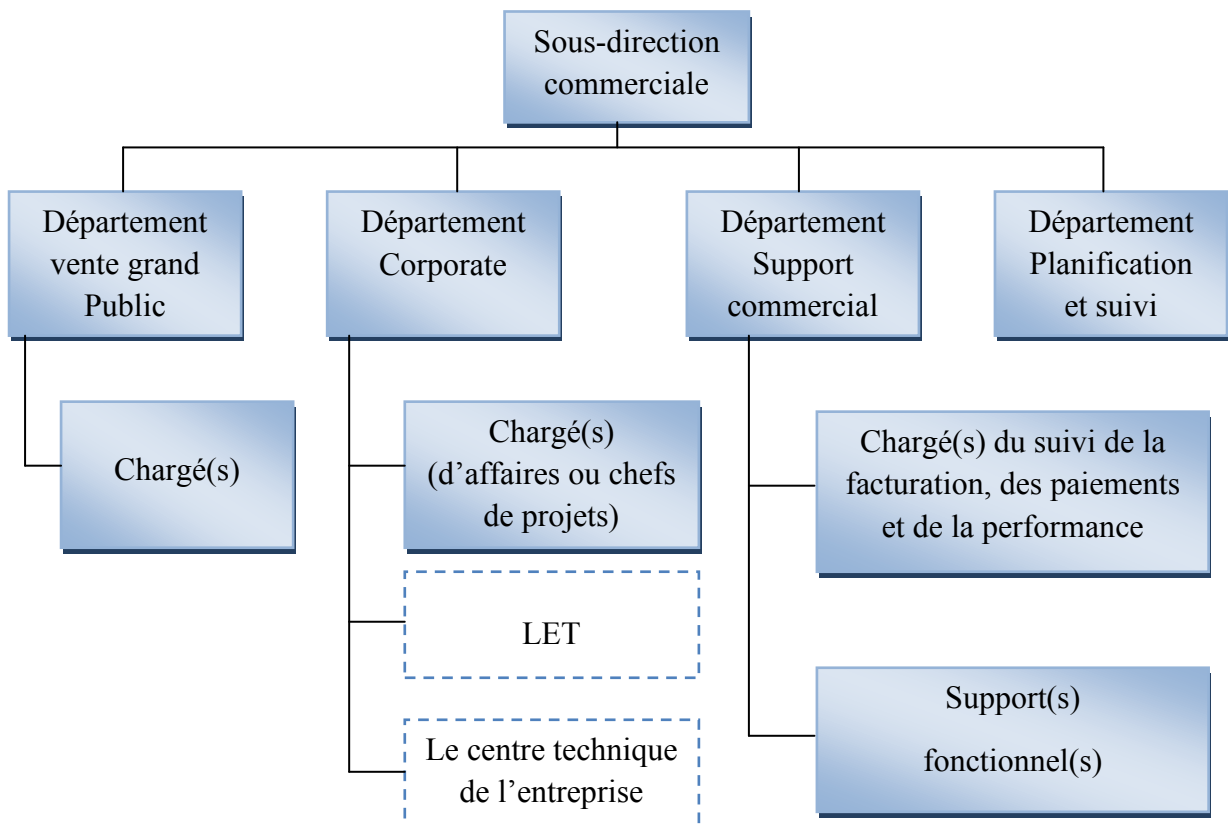 Sous-direction
commerciale
Département
vente grand
Public
Département
Corporate
Département
Support
commercial
Département
Planification
et suivi
Chargé(s)
Chargé(s)
(d’affaires ou chefs
de projets)
LET
Le centre technique
de l’entreprise
Chargé(s) du suivi de la
facturation, des paiements
et de la performance
Support(s)
fonctionnel(s)